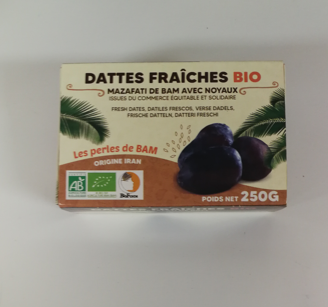 DATTES FRAÎCHES BIO
MAZAFATI DE BAM AVEC NOYAUX
ISSUES DU COMMERCE ÉQUITABLE ET SOLIDAIRE
FRESH DATES, DATILES FRESCOS, VERSE DADELS,
FRISCHE DATTELN, DATTERI FRESCHI
Les perles de BAM
ORIGINE IRAN
AB
POIDS NET 250G